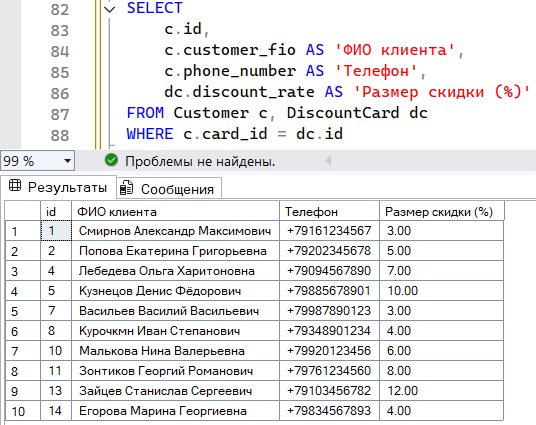 82 SELECT
83 c.id,
84 c.customer_fio AS 'ФИО клиента',
85 c.phone_number AS 'Телефон',
86 dc.discount_rate AS 'Размер скидки (%)'
87 FROM Customer c, DiscountCard dc
88 WHERE c.card_id = dc.id
99 % Проблемы не найдены.
Результаты Сообщения
id ФИО клиента Телефон Размер скидки (%)
1 1 Смирнов Александр Максимович +79161234567 3.00
2 2 Попова Екатерина Григорьевна +79202345678 5.00
3 4 Лебедева Ольга Харитоновна +79094567890 7.00
4 5 Кузнецов Денис Фёдорович +79885678901 10.00
5 7 Васильев Василий Васильевич +79987890123 3.00
6 8 Курочкмн Иван Степанович +79348901234 4.00
7 10 Малькова Нина Валерьевна +79920123456 6.00
8 11 Зонтиков Георгий Романович +79761234560 8.00
9 13 Зайцев Станислав Сергеевич +79103456782 12.00
10 14 Егорова Марина Георгиевна +79834567893 4.00